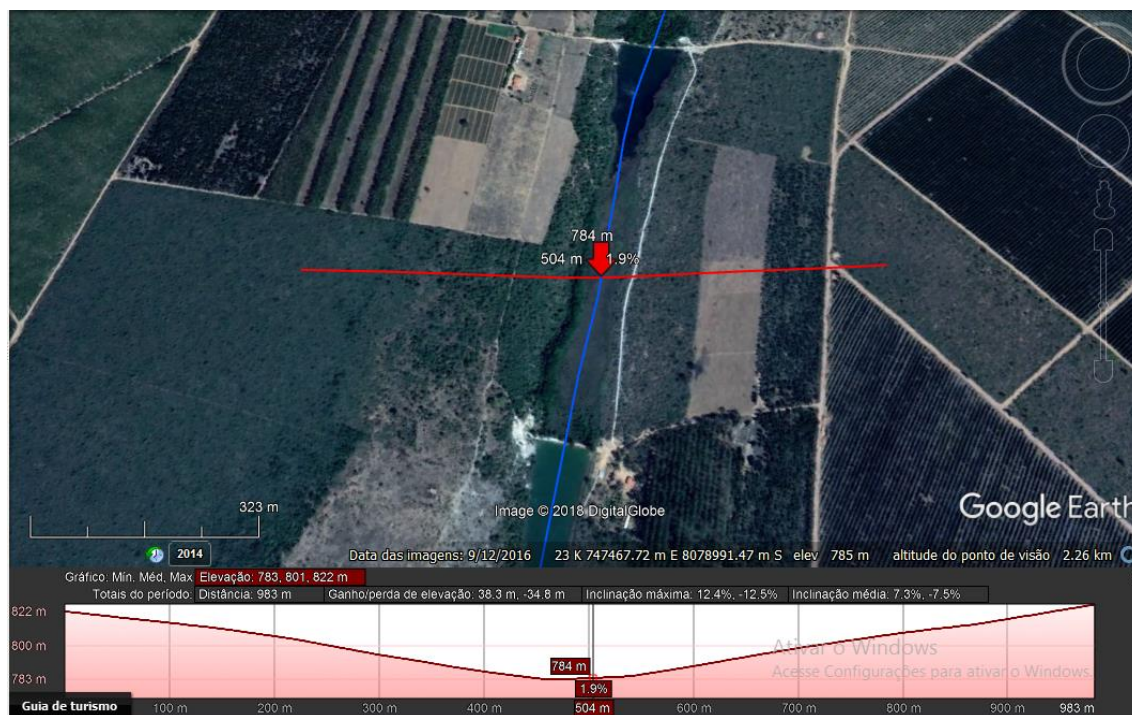 784 m
504 m 1.9%
323 m
Image © 2018 DigitalGlobe
Google Earth
2014
Data das imagens: 9/12/2016 23 K 747467.72 m E 8078991.47 m S elev 785 m altitude do ponto de visão 2.26 km
Gráfico: Mín. Méd, Max Elevação: 783, 801, 822 m
Totais do período: Distância: 983 m Ganho/perda de elevação: 38.3 m, -34.8 m Inclinação máxima: 12.4%, -12.5% Inclinação média: 7.3%, -7.5%
822 m
800 m
Ativar o Windows
784 m
Acesse Configurações para ativar o Windows.
783 m
1.9%
Guia de turismo 100 m 200 m 300 m 400 m 504 m 600 m 700 m 800 m 900 m 983 m